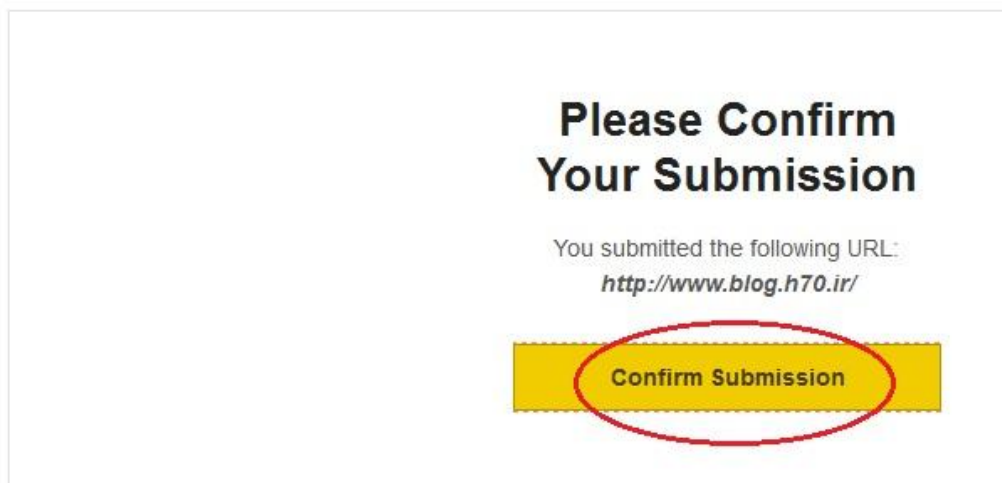 Please Confirm
Your Submission
You submitted the following URL:
http://www.blog.h70.ir/
Confirm Submission